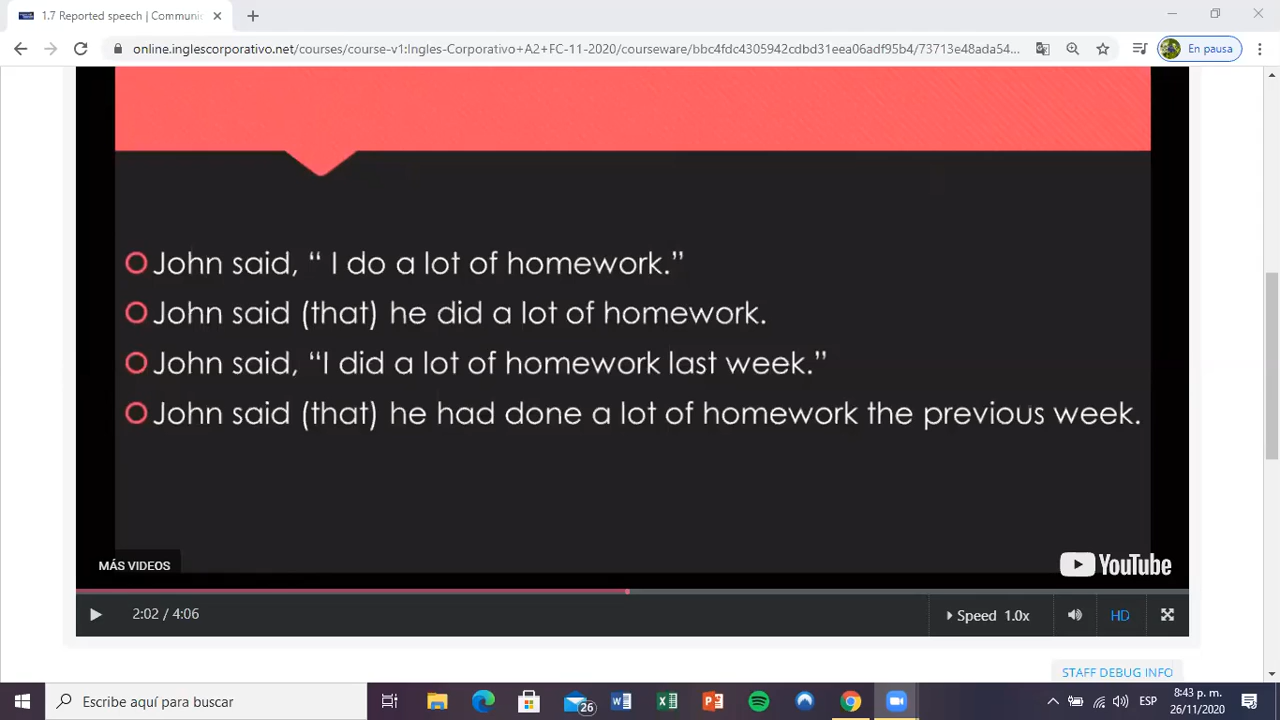 1.7 Reported speech | Communi
online.inglescorporativo.net/courses/course-v1:Ingles-Corporativo+A2+FC-11-2020/courseware/bbc4fdc4305942cdbd31eea06adf95b4/73713e48ada54...
En pausa
John said, “ I do a lot of homework.”
John said (that) he did a lot of homework.
John said, “I did a lot of homework last week.”
John said (that) he had done a lot of homework the previous week.
MÁS VIDEOS
YouTube
2:02 / 4:06
Speed 1.0x
HD
STAFF DEBUG INFO
Escribe aquí para buscar
26
ESP
8:43 p. m.
26/11/2020